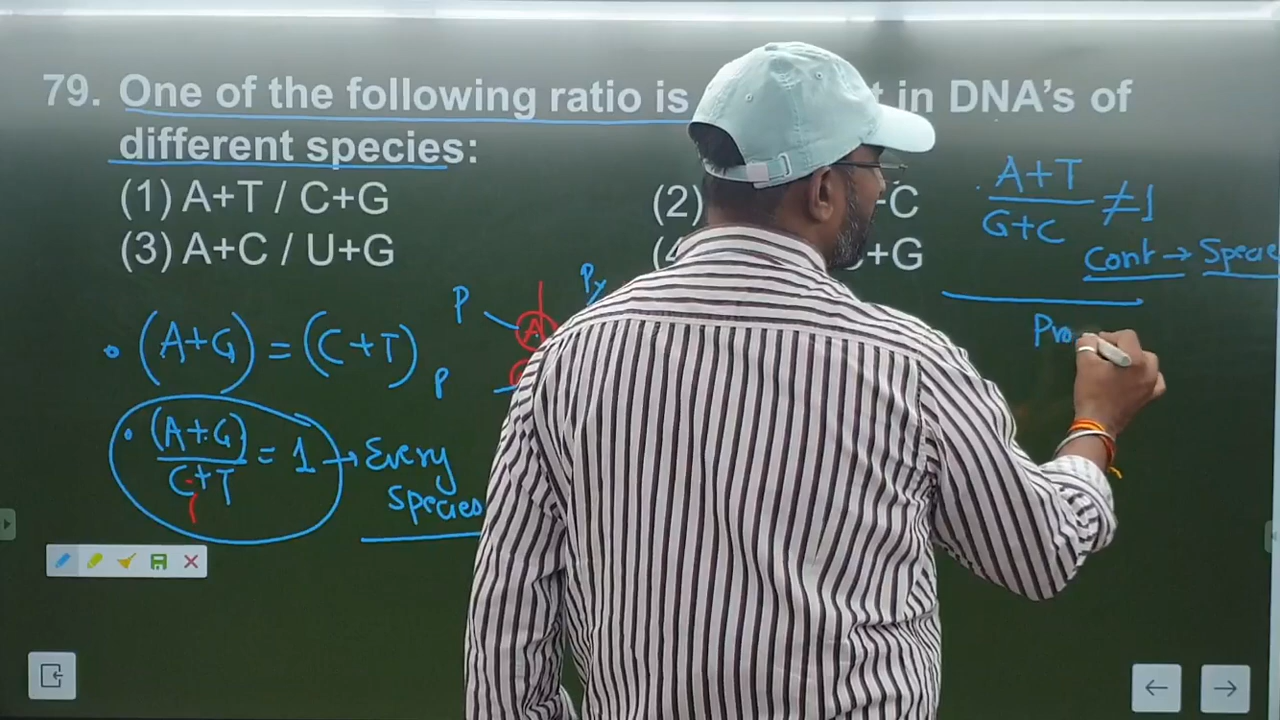 79. One of the following ratio is in DNA's of
different species:
(1) A+T / C+G
(2) C
(3) A+C / U+G
+G
A+T
G+C
≠1
Cont → Specie
Pro
• (A+G) = (C+T)
P
P
Py
A
• (A+G)
C+T
= 1 → Every
Species